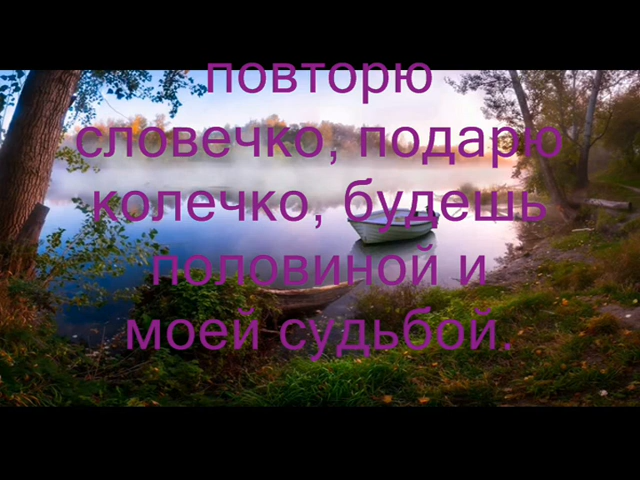 повторю
словечко, подарю
колечко, будешь
половиной и
моей судьбой.